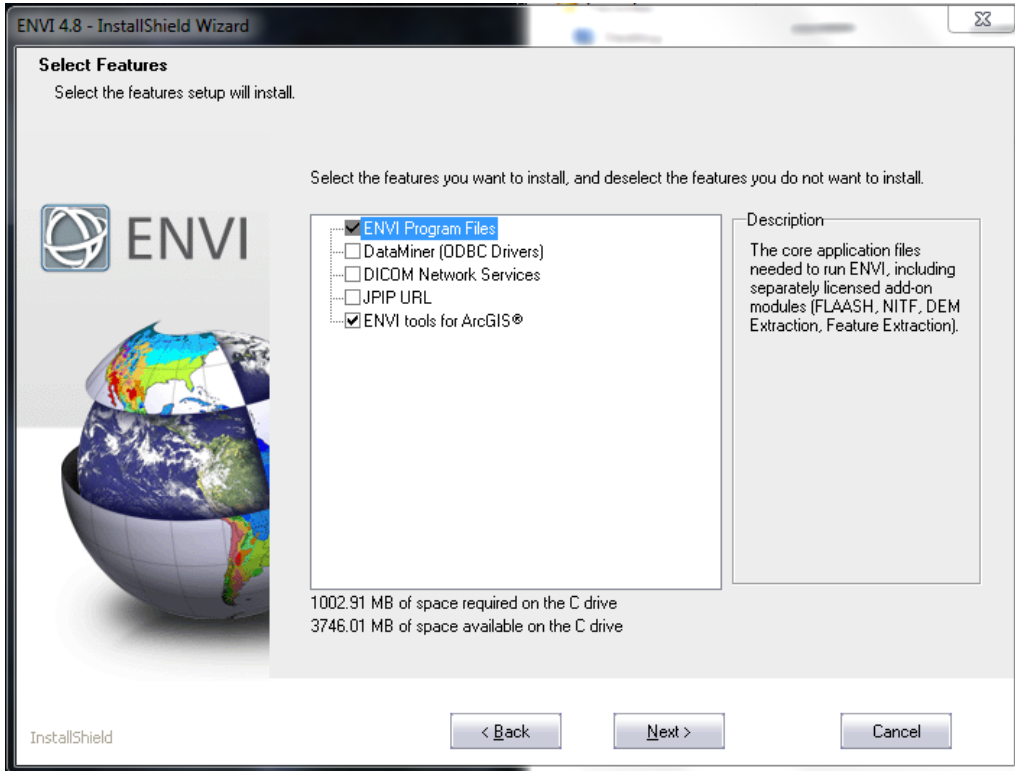 ENVI 4.8 - InstallShield Wizard
Select Features
Select the features setup will install.
Select the features you want to install, and deselect the features you do not want to install.
ENVI
ENVI Program Files
DataMiner (ODBC Drivers)
DICOM Network Services
JPIP URL
ENVI tools for ArcGIS®
Description
The core application files
needed to run ENVI, including
separately licensed add-on
modules (FLAASH, NITF, DEM
Extraction, Feature Extraction).
1002.91 MB of space required on the C drive
3746.01 MB of space available on the C drive
InstallShield
< Back
Next >
Cancel